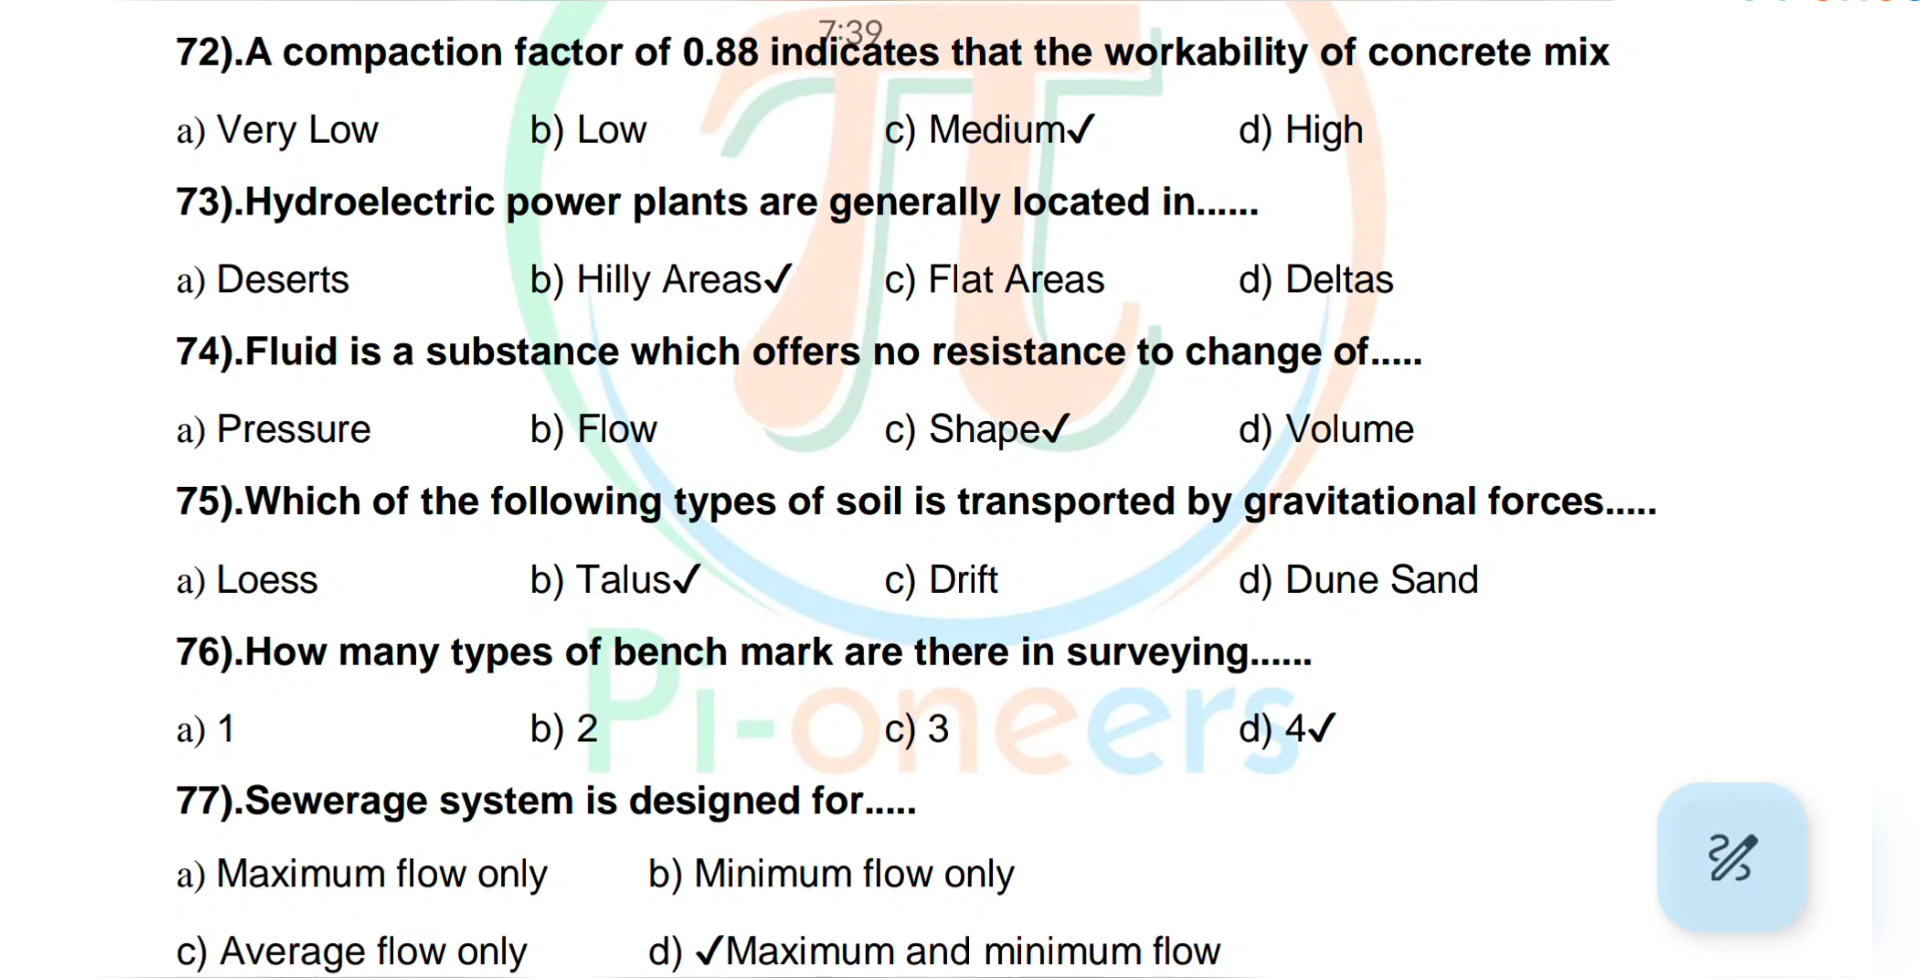 7:39
72).A compaction factor of 0.88 indicates that the workability of concrete mix
a) Very Low b) Low c) Medium✓ d) High
73).Hydroelectric power plants are generally located in......
a) Deserts b) Hilly Areas✓ c) Flat Areas d) Deltas
74).Fluid is a substance which offers no resistance to change of.....
a) Pressure b) Flow c) Shape✓ d) Volume
75).Which of the following types of soil is transported by gravitational forces.....
a) Loess b) Talus✓ c) Drift d) Dune Sand
76).How many types of bench mark are there in surveying......
Pi-oneers
a) 1 b) 2 c) 3 d) 4✓
77).Sewerage system is designed for.....
a) Maximum flow only b) Minimum flow only
c) Average flow only d) ✓Maximum and minimum flow